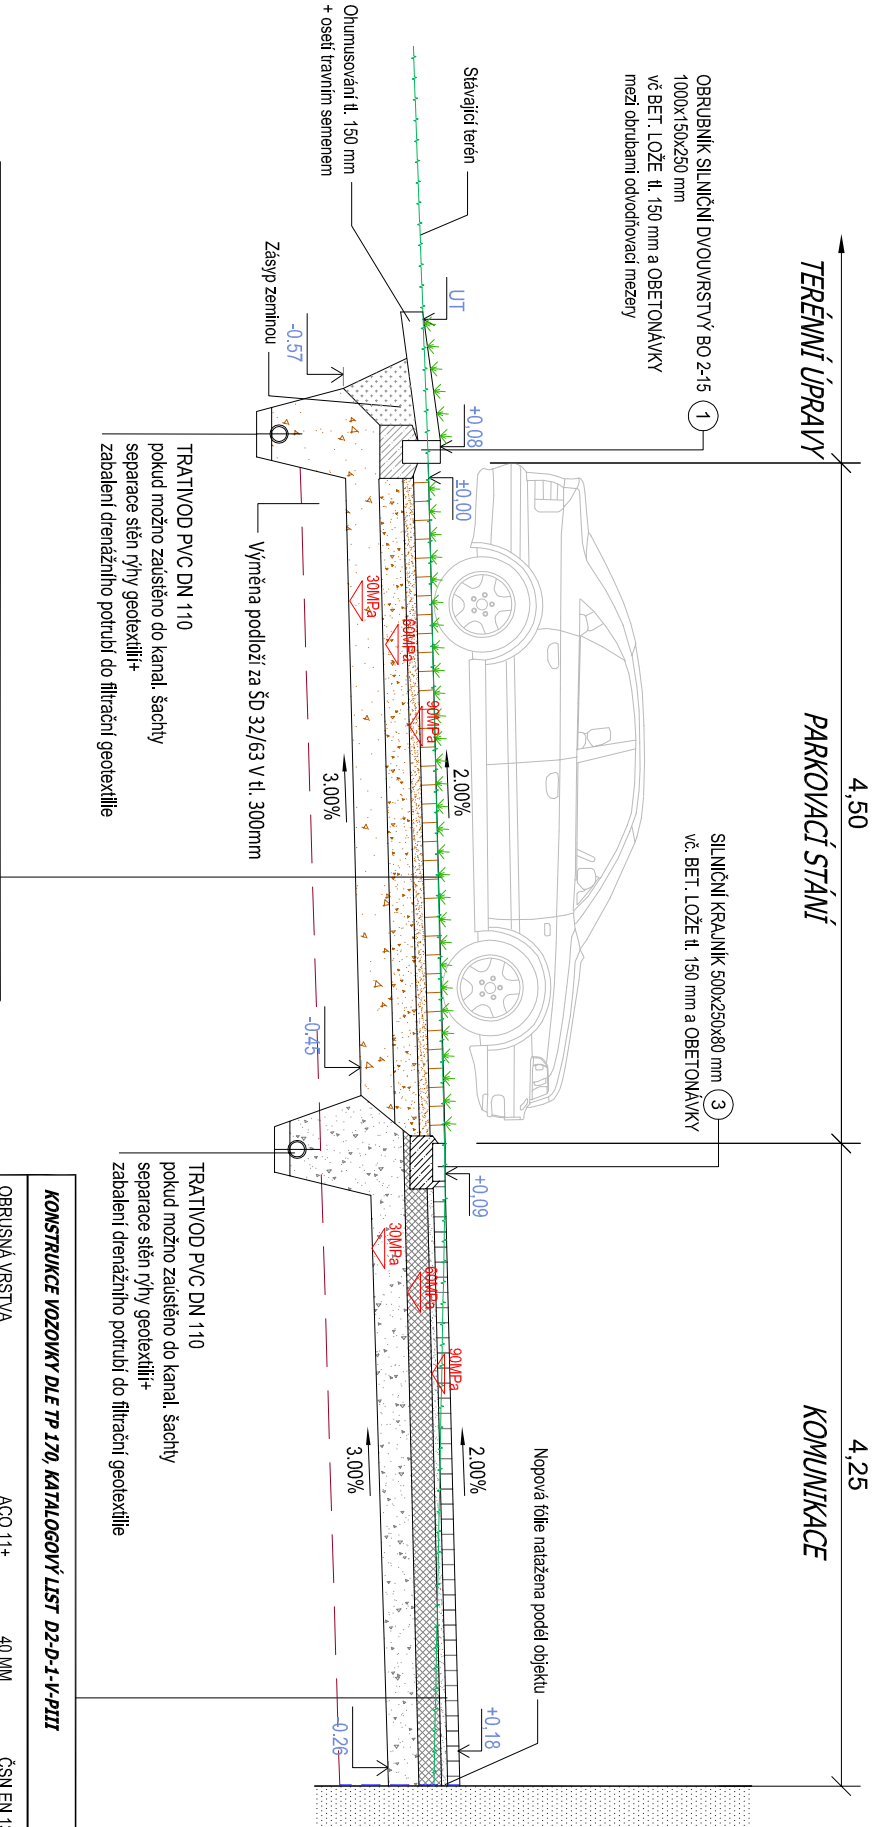 TERÉNNÍ ÚPRAVY
4,50
PARKOVACÍ STÁNÍ
4,25
KOMUNIKACE
OBRUBNÍK SILNIČNÍ DVOUVRSTVÝ BO 2-15
1000x150x250 mm
vč BET. LOŽE tl. 150 mm a OBETONÁVKY
mezi obrubami odvodňovací mezery
1
SILNIČNÍ KRAJNÍK 500x250x80 mm
vč. BET. LOŽE tl. 150 mm a OBETONÁVKY
3
Nopová fólie natažena podél objektu
Stávající terén
Ohumusování tl. 150 mm
+ osetí travním semenem
UT
+0,08
±0,00
+0,09
+0,18
2.00%
2.00%
90MPa
60MPa
30MPa
90MPa
60MPa
30MPa
3.00%
3.00%
-0.57
-0.45
-0.26
Zásyp zeminou
Výměna podloží za ŠD 32/63 V tl. 300mm
TRATIVOD PVC DN 110
pokud možno zaústěno do kanal. šachty
separace stěn rýhy geotextilií+
zabalení drenážního potrubí do filtrační geotextilie
TRATIVOD PVC DN 110
pokud možno zaústěno do kanal. šachty
separace stěn rýhy geotextilií+
zabalení drenážního potrubí do filtrační geotextilie
KONSTRUKCE VOZOVKY DLE TP 170, KATALOGOVÝ LIST D2-D-1-V-PIII
OBRUSNÁ VRSTVA ACO 11+ 40 MM ČSN EN